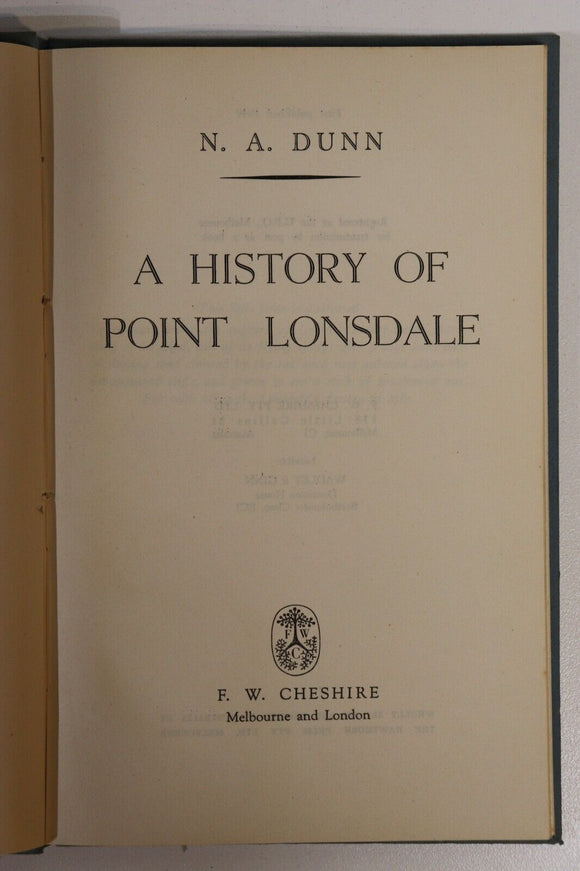 N. A. DUNN
A HISTORY OF
POINT LONSDALE
F W
C
F. W. CHESHIRE
Melbourne and London